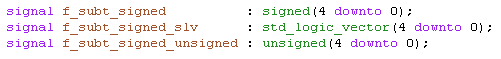 signal f_subt_signed          : signed(4 downto 0);
signal f_subt_signed_slv      : std_logic_vector(4 downto 0);
signal f_subt_signed_unsigned : unsigned(4 downto 0);